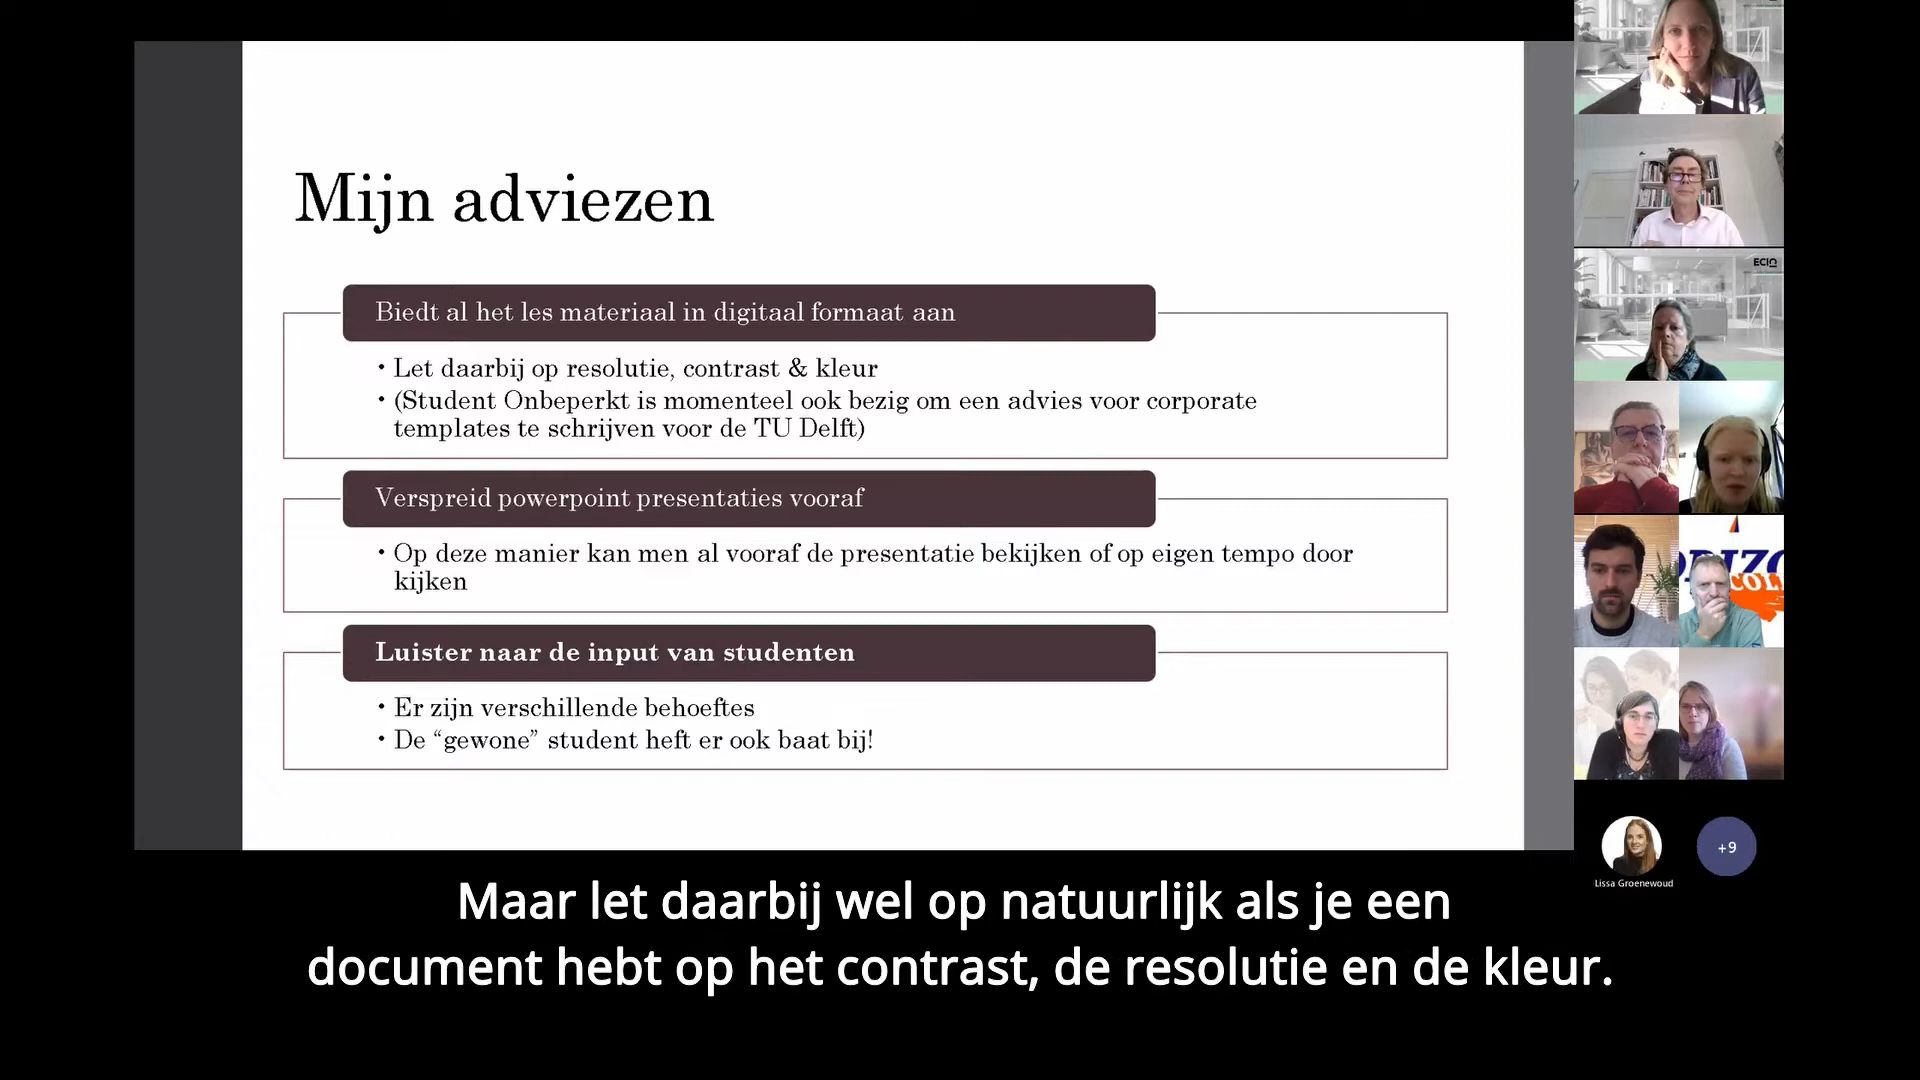 Mijn adviezen
Biedt al het les materiaal in digitaal formaat aan
• Let daarbij op resolutie, contrast & kleur
• (Student Onbeperkt is momenteel ook bezig om een advies voor corporate
templates te schrijven voor de TU Delft)
Verspreid powerpoint presentaties vooraf
• Op deze manier kan men al vooraf de presentatie bekijken of op eigen tempo door
kijken
Luister naar de input van studenten
• Er zijn verschillende behoeftes
• De “gewone” student heft er ook baat bij!
ECIO
+9
Lissa Groenewoud
Maar let daarbij wel op natuurlijk als je een
document hebt op het contrast, de resolutie en de kleur.